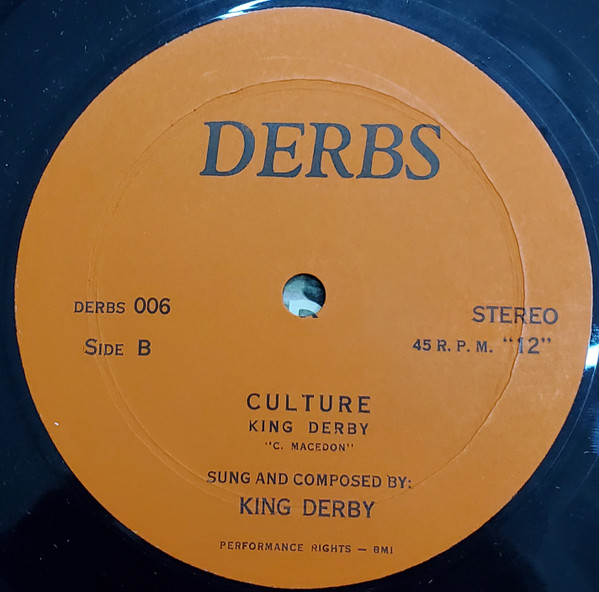 DERBS
DERBS 006
STEREO
SIDE B
45 R. P. M. "12"
CULTURE
KING DERBY
"C. MACEDON"
SUNG AND COMPOSED BY:
KING DERBY
PERFORMANCE RIGHTS — BMI